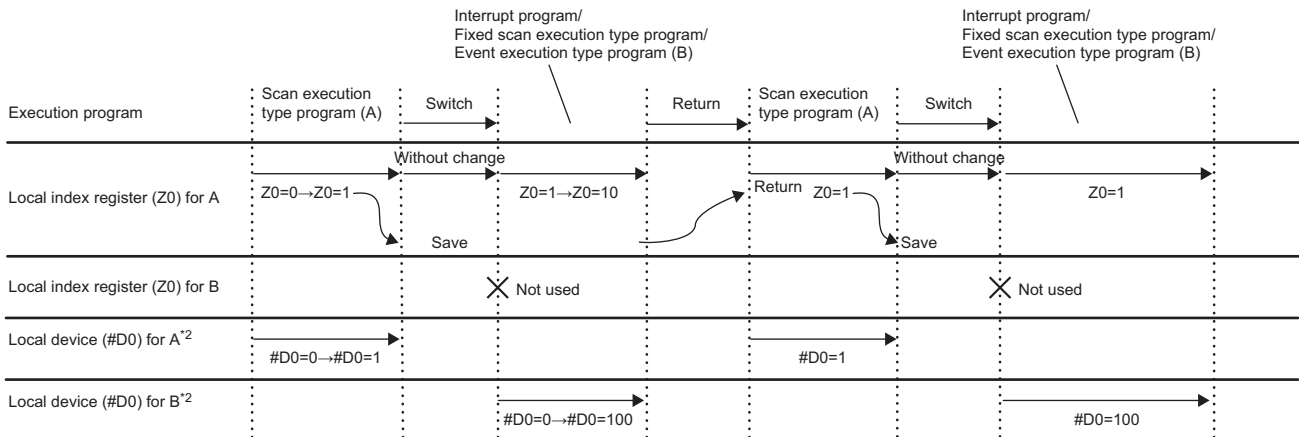 Interrupt program/
Fixed scan execution type program/
Event execution type program (B)
Interrupt program/
Fixed scan execution type program/
Event execution type program (B)
Execution program
Scan execution
type program (A)
Switch
Return
Scan execution
type program (A)
Switch
Local index register (Z0) for A
Without change
Z0=0→Z0=1
Z0=1→Z0=10
Save
Return
Z0=1
Without change
Z0=1
Save
Local index register (Z0) for B
Not used
Not used
Local device (#D0) for A*2
#D0=0→#D0=1
#D0=1
Local device (#D0) for B*2
#D0=0→#D0=100
#D0=100